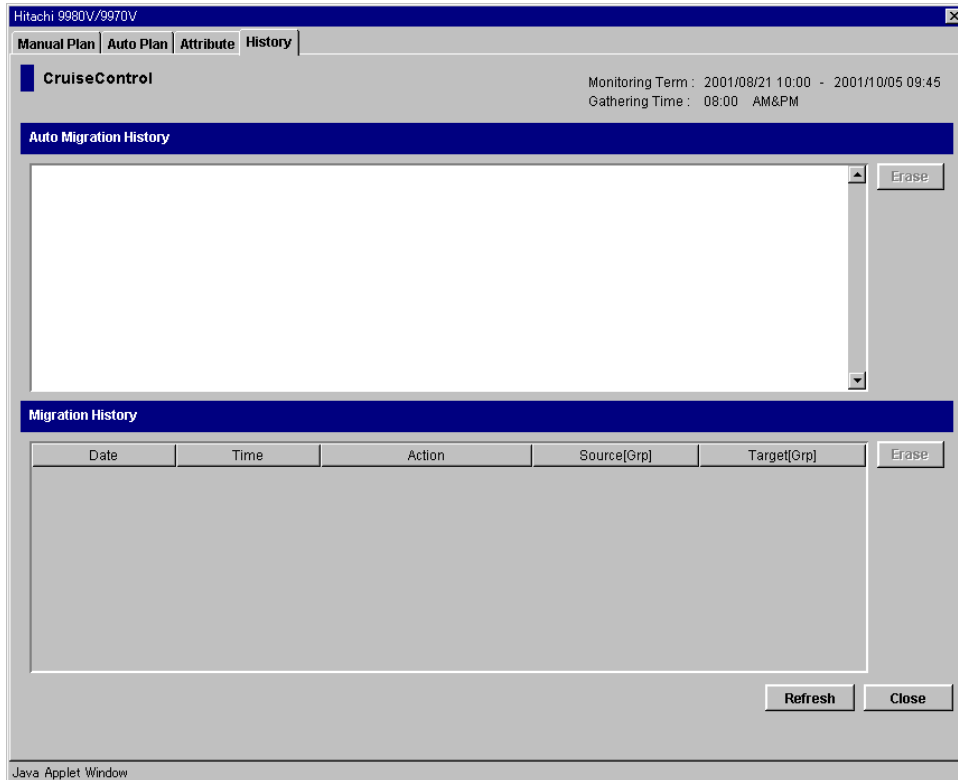 Hitachi 9980V/9970V
Manual Plan Auto Plan Attribute History
CruiseControl
Monitoring Term : 2001/08/21 10:00 - 2001/10/05 09:45
Gathering Time : 08:00 AM&PM
Auto Migration History
Erase
Migration History
Date Time Action Source[Grp] Target[Grp] Erase
Refresh Close
Java Applet Window